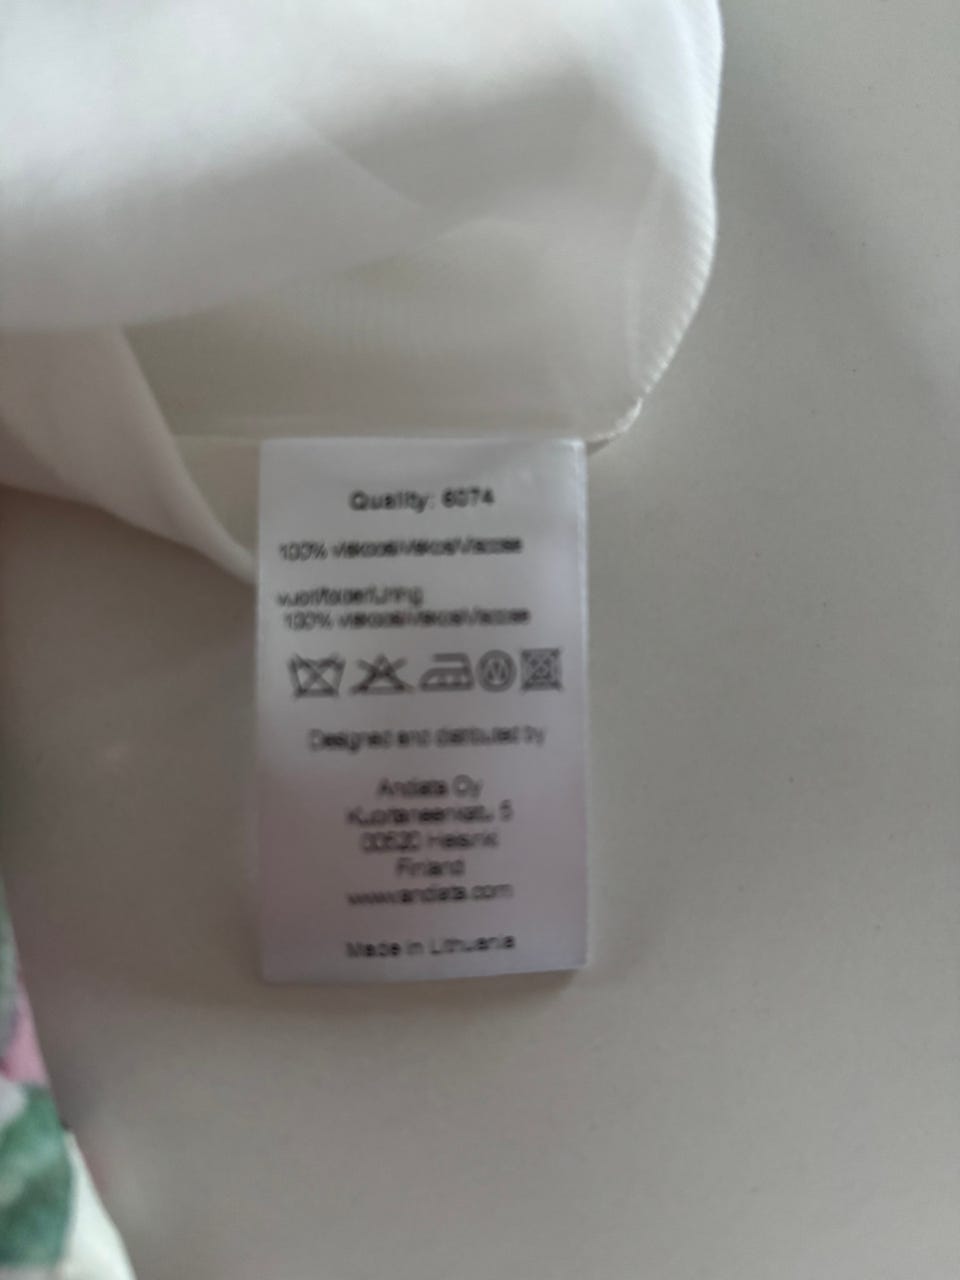 Quality: 6074
100% viskoosi/viskos/viscose
vuori/foder/lining
100% viskoosi/viskos/viscose
W
Designed and distributed by
Andiata Oy
Kuortaneenkatu 5
00520 Helsinki
Finland
www.andiata.com
Made in Lithuania